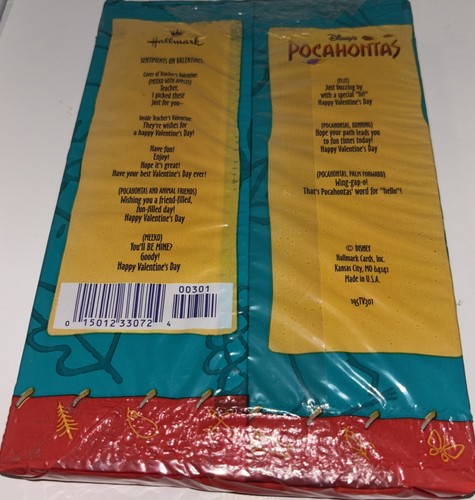 Hallmark
SENTIMENTS ON VALENTINES:
Cover of Teacher's Valentine:
(MEEKO WITH APPLES)
Teacher,
I picked these
just for you—
Inside Teacher's Valentine:
They're wishes for
a happy Valentine's Day!
Have fun!
Enjoy!
Hope it's great!
Have your best Valentine's Day ever!
(POCAHONTAS AND ANIMAL FRIENDS)
Wishing you a friend-filled,
fun-filled day!
Happy Valentine's Day
(MEEKO)
You'll BE MINE?
Goody!
Happy Valentine's Day
00301
0 15012 33072 4
Disney's
POCAHONTAS
(FLIT)
Just buzzing by
with a special "hi!"
Happy Valentine's Day
(POCAHONTAS, RUNNING)
Hope your path leads you
to fun times today!
Happy Valentine's Day
(POCAHONTAS, PALM FORWARD)
Wing-gap-o!
That's Pocahontas' word for "hello"!
© DISNEY
Hallmark Cards, Inc.
Kansas City, MO 64141
Made in U.S.A.
195TV301